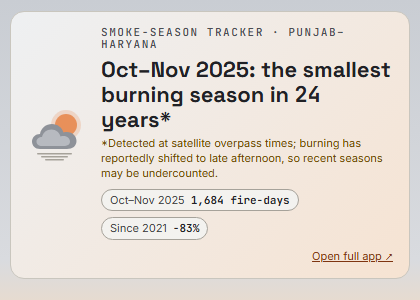 SMOKE-SEASON TRACKER · PUNJAB–
HARYANA
Oct–Nov 2025: the smallest
burning season in 24
years*
*Detected at satellite overpass times; burning has
reportedly shifted to late afternoon, so recent seasons
may be undercounted.
Oct–Nov 2025 1,684 fire-days
Since 2021 -83%
Open full app ↗